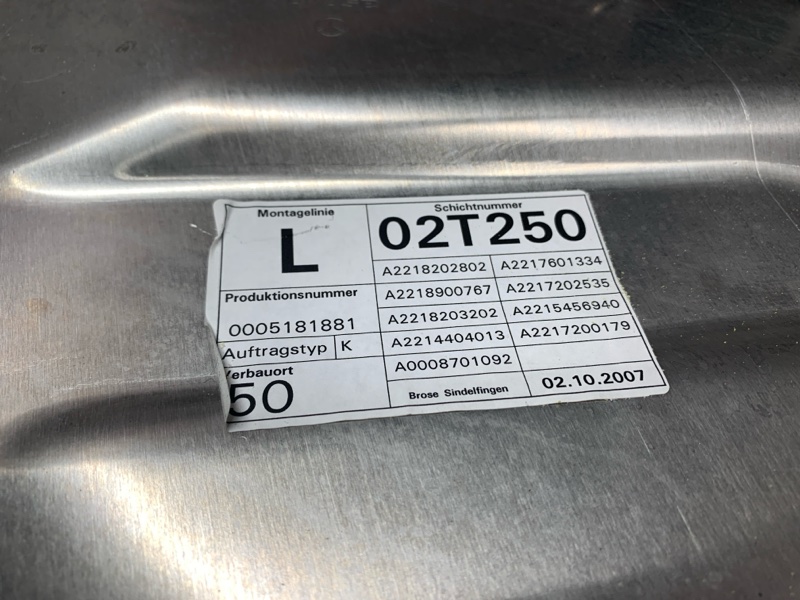 Montagelinie
L
Schichtnummer
02T250
Produktionsnummer
0005181881
Auftragstyp K
Verbauort
50
A2218202802 A2217601334
A2218900767 A2217202535
A2218203202 A2215456940
A2214404013 A2217200179
A0008701092
Brose Sindelfingen 02.10.2007